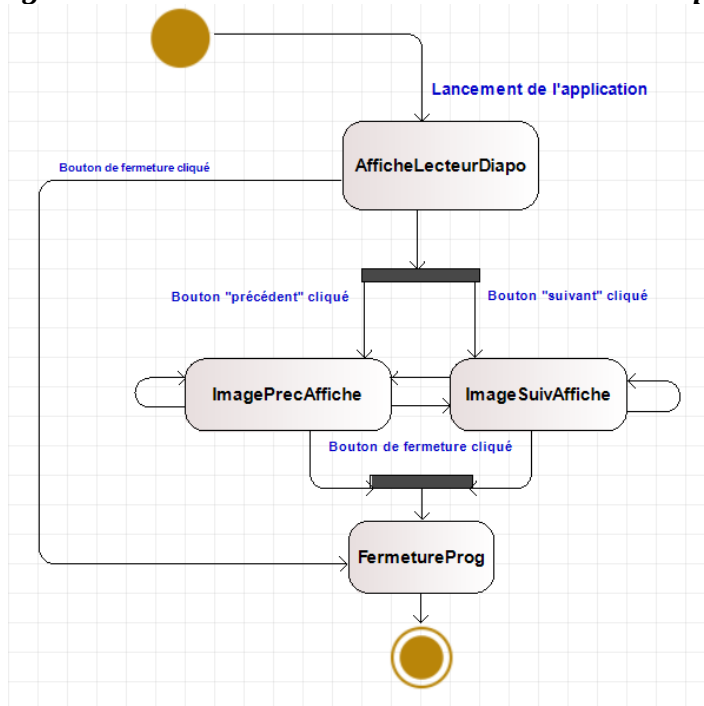 Lancement de l'application
AfficheLecteurDiapo
Bouton de fermeture cliqué
Bouton "précédent" cliqué
Bouton "suivant" cliqué
ImagePrecAffiche
ImageSuivAffiche
Bouton de fermeture cliqué
FermetureProg